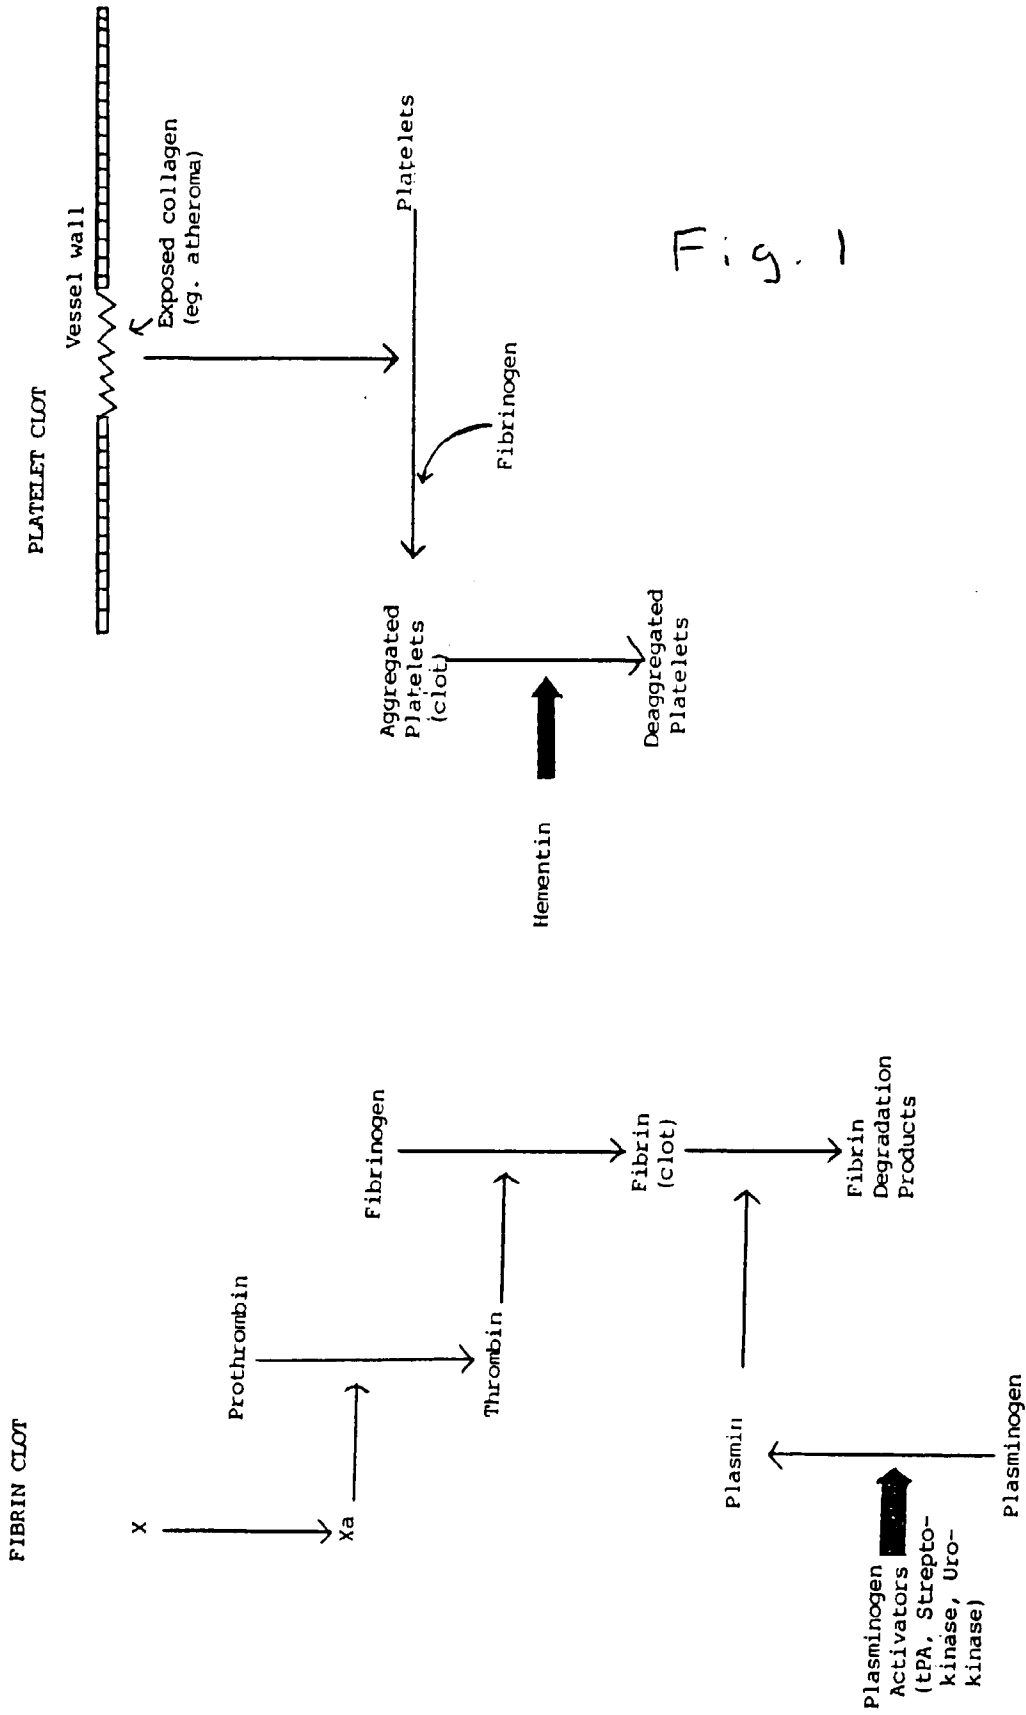 FIBRIN CLOT
X
Xa
Prothrombin
Thrombin
Fibrinogen
Fibrin
(clot)
Plasmin
Fibrin
Degradation
Products
Plasminogen
Activators
(tPA, Strepto-
kinase, Uro-
kinase)
Plasminogen
PLATELET CLOT
Vessel wall
Exposed collagen
(eg. atheroma)
Platelets
Fibrinogen
Aggregated
Platelets
(clot)
Hementin
Deaggregated
Platelets
Fig. 1